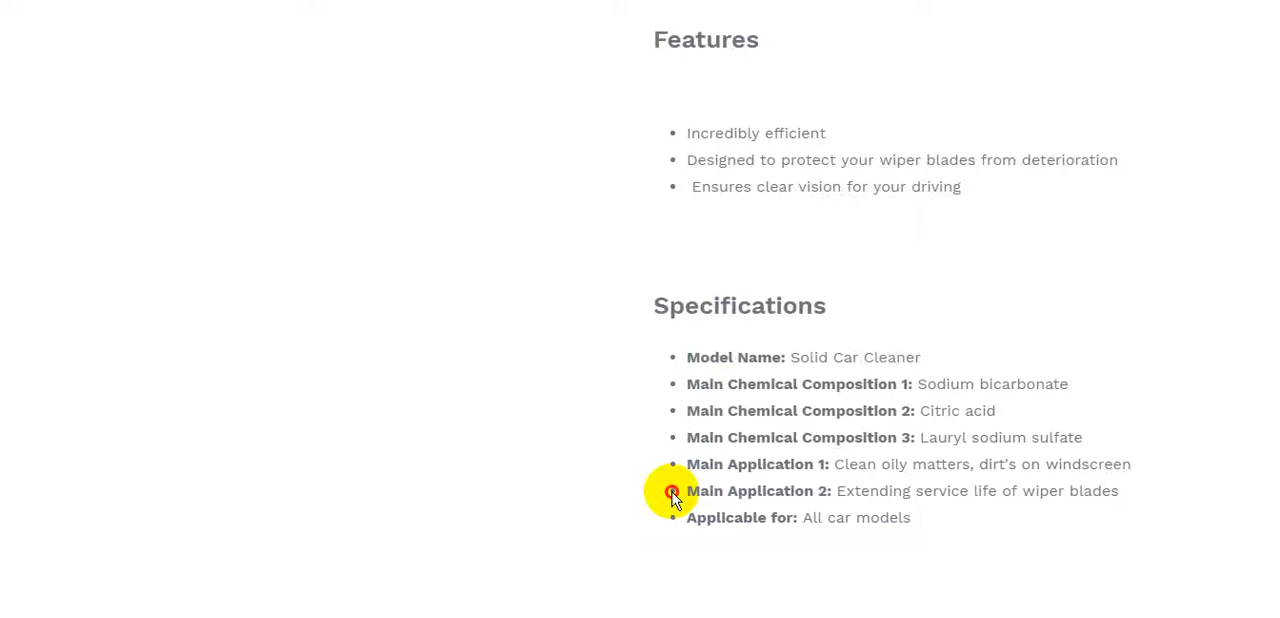 Features
Incredibly efficient
Designed to protect your wiper blades from deterioration
Ensures clear vision for your driving
Specifications
Model Name: Solid Car Cleaner
Main Chemical Composition 1: Sodium bicarbonate
Main Chemical Composition 2: Citric acid
Main Chemical Composition 3: Lauryl sodium sulfate
Main Application 1: Clean oily matters, dirt's on windscreen
Main Application 2: Extending service life of wiper blades
Applicable for: All car models